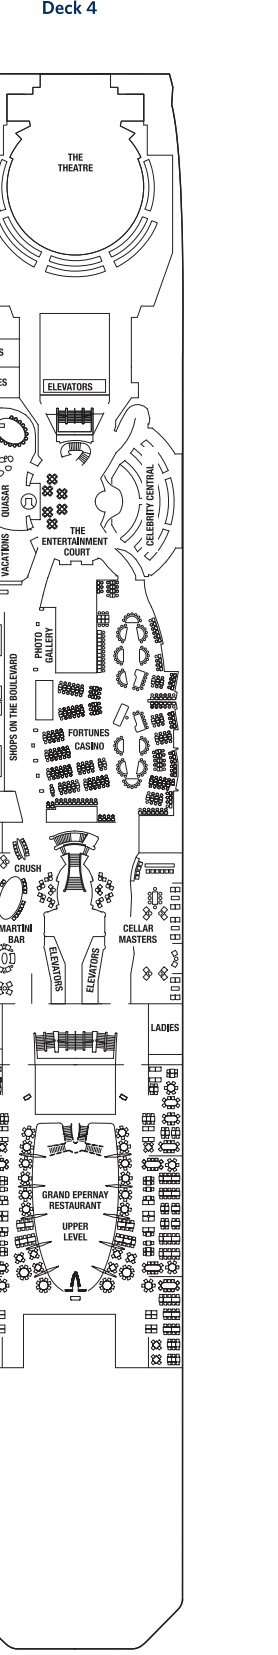 Deck 4
THE
THEATRE
S
ES
ELEVATORS
QUASAR
CELEBRITY CENTRAL
THE
ENTERTAINMENT
COURT
VACATIONS
PHOTO
GALLERY
SHOPS ON THE BOULEVARD
FORTUNES
CASINO
CRUSH
MARTINI
BAR
CELLAR
MASTERS
ELEVATORS
ELEVATORS
LADIES
GRAND EPERNAY
RESTAURANT
UPPER
LEVEL